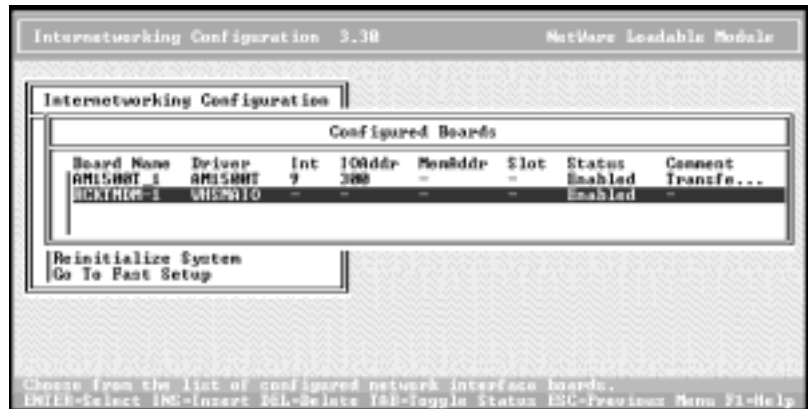 Internetworking Configuration 3.30 NetWare Loadable Module
Internetworking Configuration
Configured Boards
Board Name Driver Int IOAddr MemAddr Slot Status Comment
AM1500T_1 AM1500T 9 300 - - Enabled Transfe...
WHSMAIO - - - - Enabled -
Reinitialize System
Go To Fast Setup
Choose from the list of configured network interface boards.
ENTER=Select INS=Insert DEL=Delete TAB=Toggle Status ESC=Previous Menu F1=Help